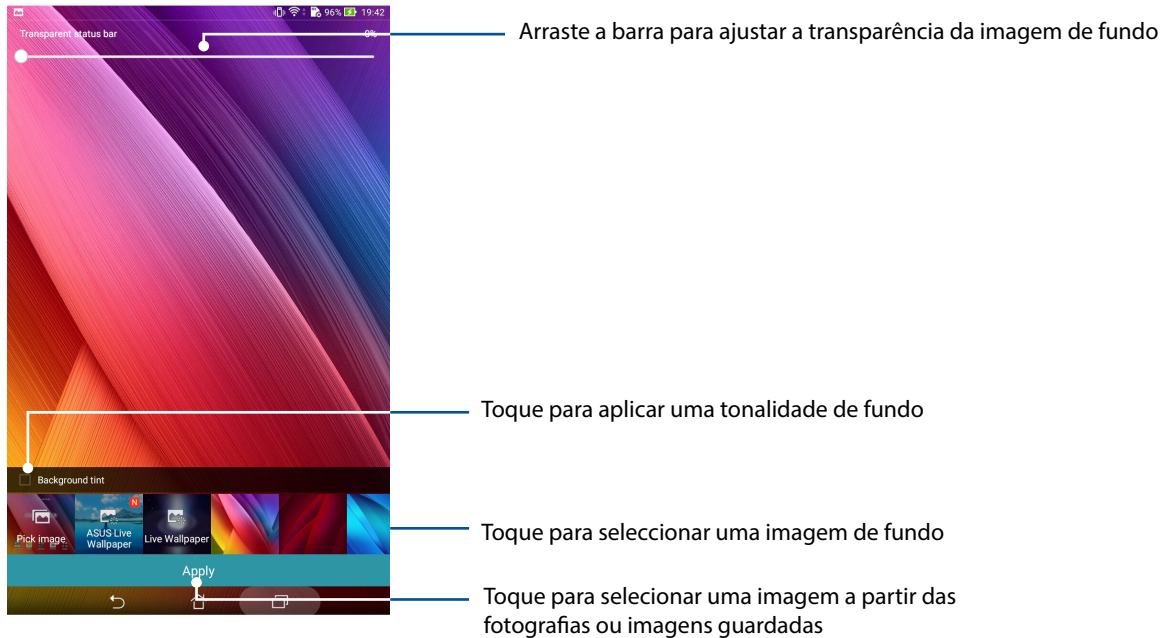 96% 19:42
Transparent status bar 0%
Arraste a barra para ajustar a transparência da imagem de fundo
Toque para aplicar uma tonalidade de fundo
Background tint
N
Pick image
ASUS Live
Wallpaper
Live Wallpaper
Toque para seleccionar uma imagem de fundo
Apply
Toque para selecionar uma imagem a partir das
fotografias ou imagens guardadas